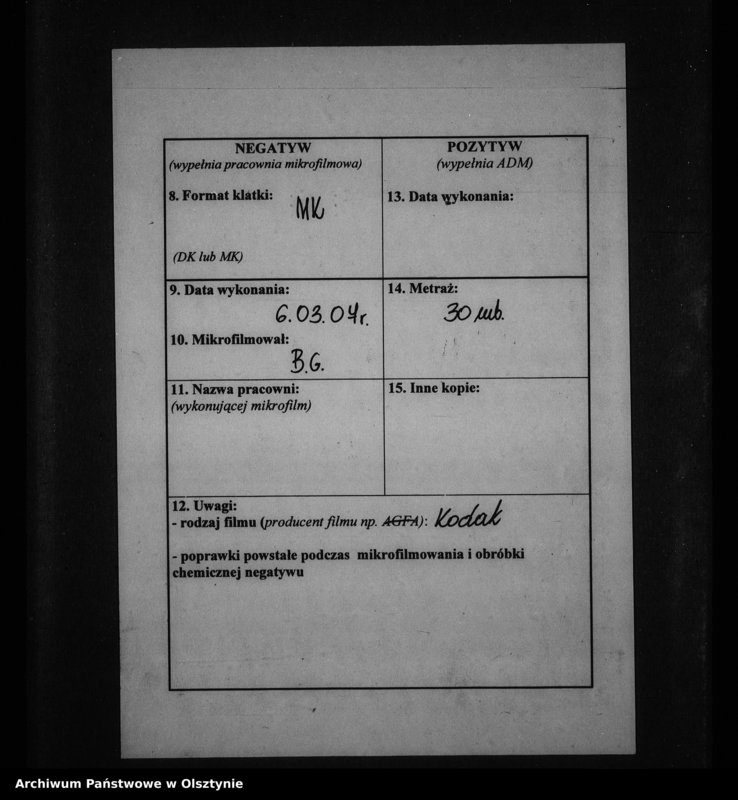 NEGATYW
(wypełnia pracownia mikrofilmowa)
8. Format klatki:
MK
(DK lub MK)
POZYTYW
(wypełnia ADM)
13. Data wykonania:
9. Data wykonania:
6.03.04r.
10. Mikrofilmował:
B.G.
14. Metraż:
30 mb.
11. Nazwa pracowni:
(wykonującej mikrofilm)
15. Inne kopie:
12. Uwagi:
- rodzaj filmu (producent filmu np. AGFA): Kodak
- poprawki powstałe podczas mikrofilmowania i obróbki
chemicznej negatywu
Archiwum Państwowe w Olsztynie